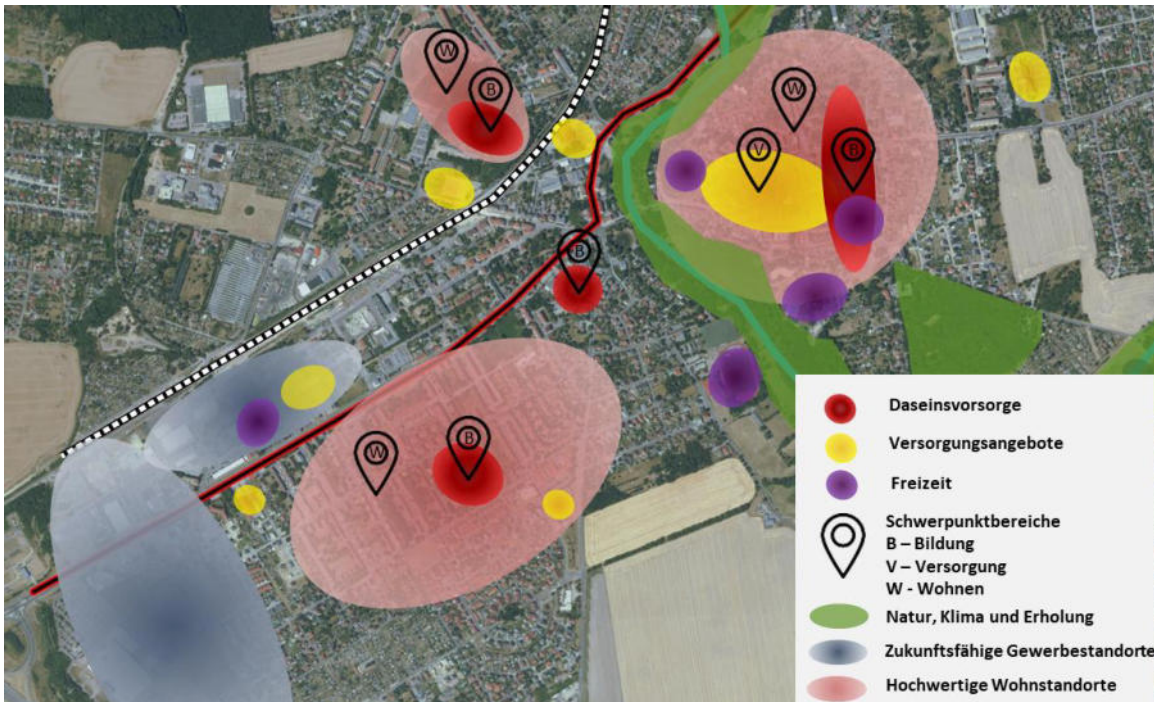 W
B
W
V
B
B
W
B
Daseinsvorsorge
Versorgungsangebote
Freizeit
Schwerpunktbereiche
B – Bildung
V – Versorgung
W - Wohnen
Natur, Klima und Erholung
Zukunftsfähige Gewerbestandorte
Hochwertige Wohnstandorte